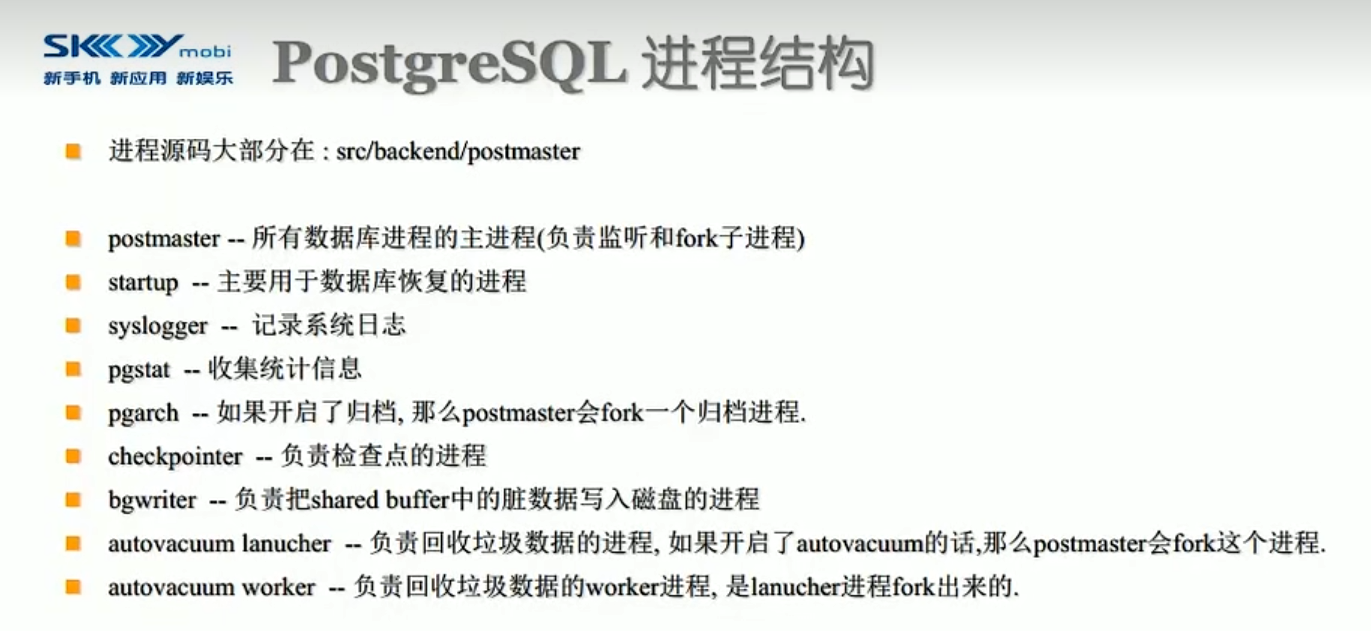 SKYmobi
新手机 新应用 新娱乐
PostgreSQL 进程结构
进程源码大部分在 : src/backend/postmaster
postmaster -- 所有数据库进程的主进程(负责监听和fork子进程)
startup -- 主要用于数据库恢复的进程
syslogger -- 记录系统日志
pgstat -- 收集统计信息
pgarch -- 如果开启了归档, 那么postmaster会fork一个归档进程.
checkpointer -- 负责检查点的进程
bgwriter -- 负责把shared buffer中的脏数据写入磁盘的进程
autovacuum lanucher -- 负责回收垃圾数据的进程, 如果开启了autovacuum的话,那么postmaster会fork这个进程.
autovacuum worker -- 负责回收垃圾数据的worker进程, 是lanucher进程fork出来的.